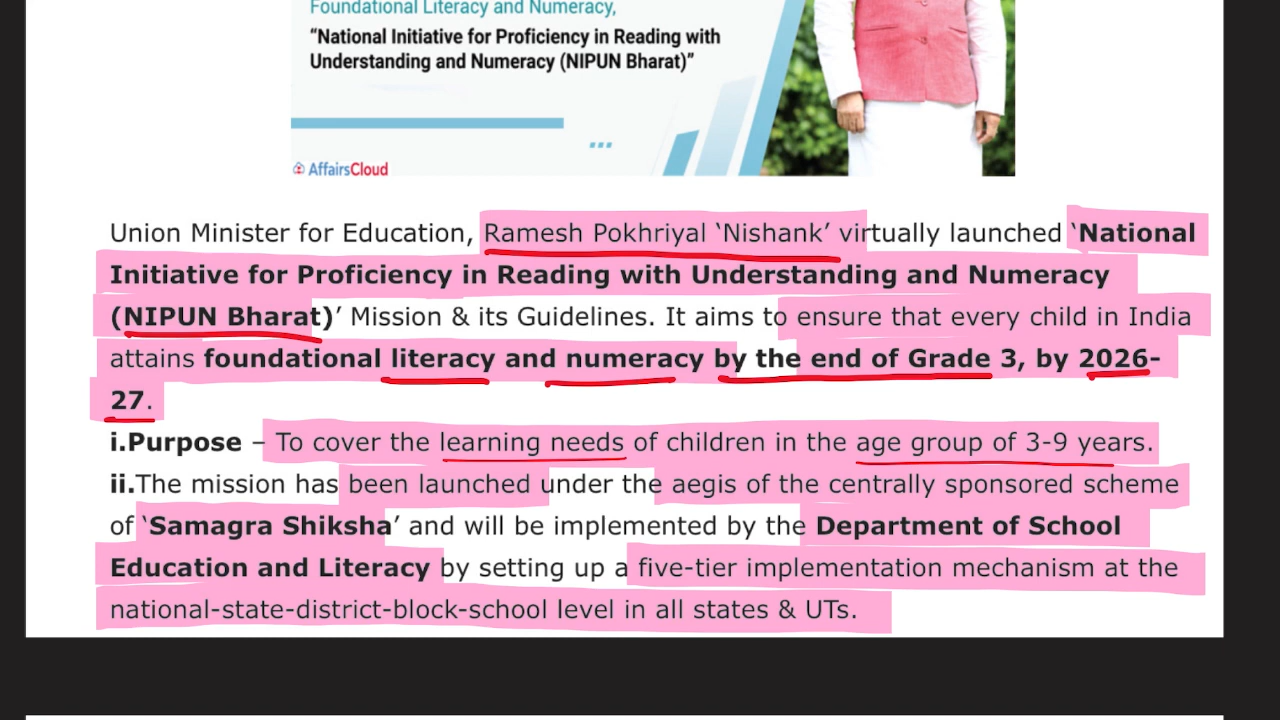 Foundational Literacy and Numeracy,
“National Initiative for Proficiency in Reading with
Understanding and Numeracy (NIPUN Bharat)”
AffairsCloud
Union Minister for Education, Ramesh Pokhriyal ‘Nishank’ virtually launched ‘National
Initiative for Proficiency in Reading with Understanding and Numeracy
(NIPUN Bharat)’ Mission & its Guidelines. It aims to ensure that every child in India
attains foundational literacy and numeracy by the end of Grade 3, by 2026-
27.
i.Purpose – To cover the learning needs of children in the age group of 3-9 years.
ii.The mission has been launched under the aegis of the centrally sponsored scheme
of ‘Samagra Shiksha’ and will be implemented by the Department of School
Education and Literacy by setting up a five-tier implementation mechanism at the
national-state-district-block-school level in all states & UTs.